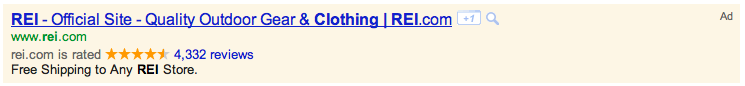 REI - Official Site - Quality Outdoor Gear & Clothing | REI.com +1 Ad
www.rei.com
rei.com is rated 4,332 reviews
Free Shipping to Any REI Store.